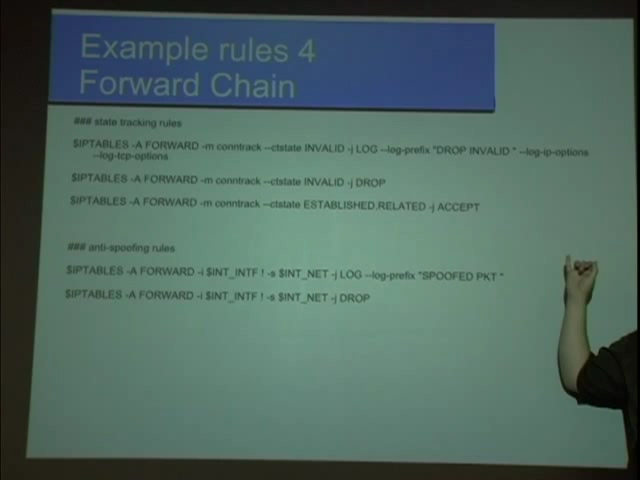 Example rules 4
Forward Chain
### state tracking rules
$IPTABLES -A FORWARD -m conntrack --ctstate INVALID -j LOG --log-prefix "DROP INVALID " --log-ip-options
--log-tcp-options
$IPTABLES -A FORWARD -m conntrack --ctstate INVALID -j DROP
$IPTABLES -A FORWARD -m conntrack --ctstate ESTABLISHED,RELATED -j ACCEPT
### anti-spoofing rules
$IPTABLES -A FORWARD -i $INT_INTF ! -s $INT_NET -j LOG --log-prefix "SPOOFED PKT "
$IPTABLES -A FORWARD -i $INT_INTF ! -s $INT_NET -j DROP